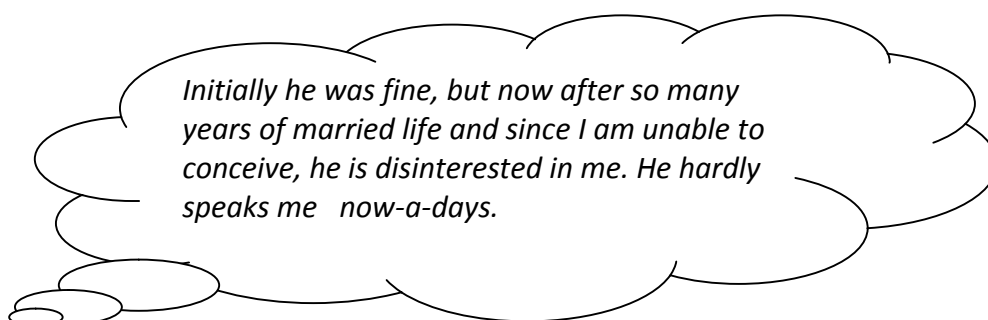 Initially he was fine, but now after so many
years of married life and since I am unable to
conceive, he is disinterested in me. He hardly
speaks me   now-a-days.